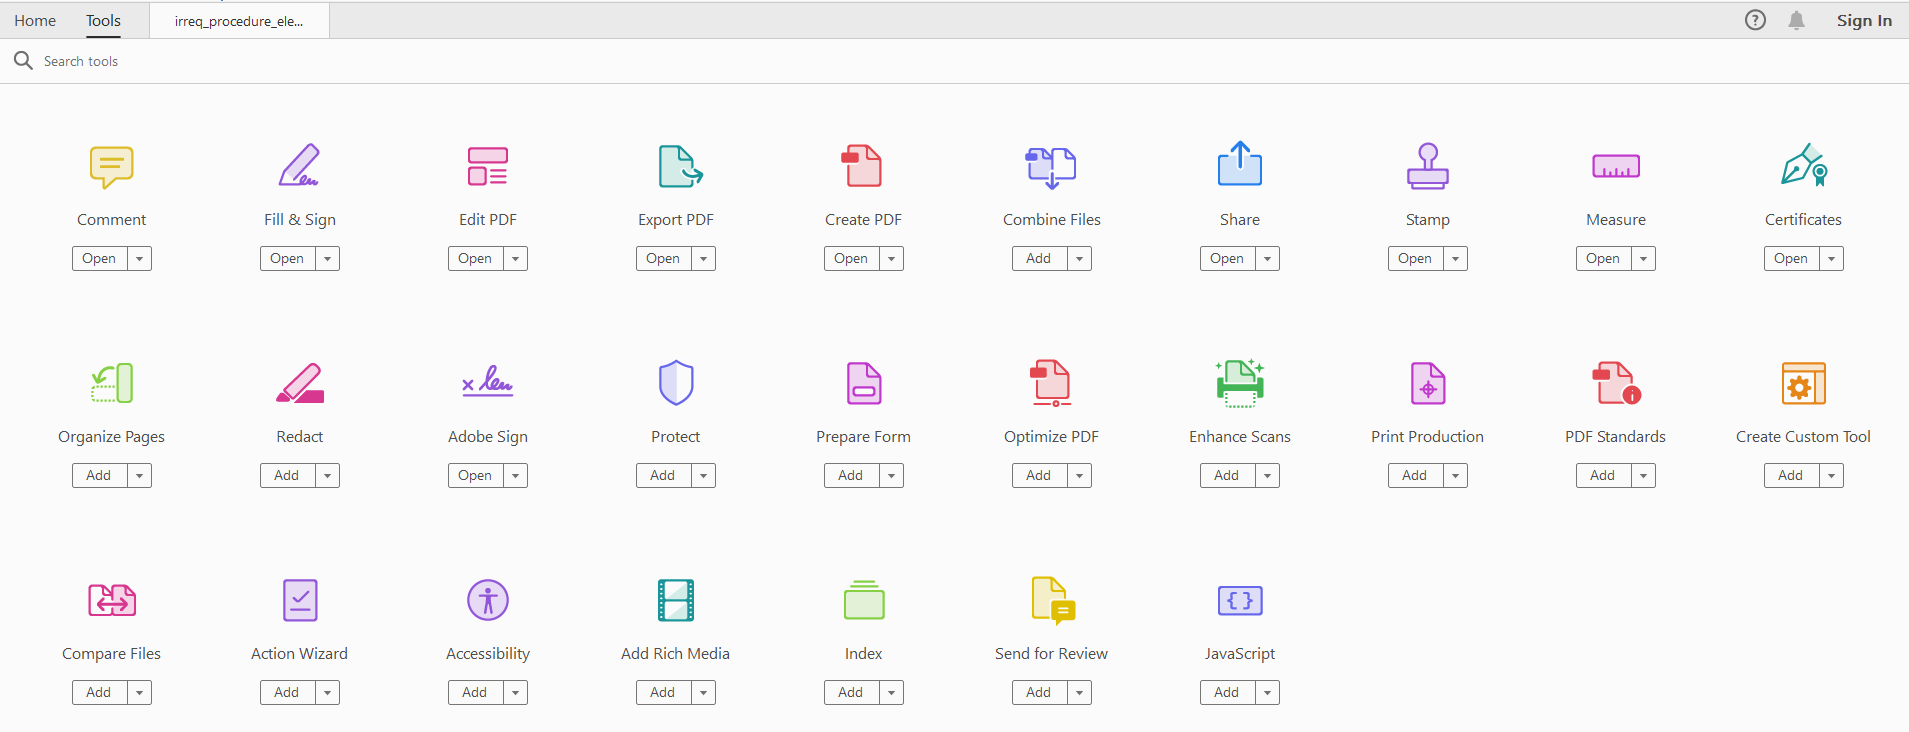 Home Tools irreq_procedure_ele... ? Sign In
Search tools
Comment Fill & Sign Edit PDF Export PDF Create PDF Combine Files Share Stamp Measure Certificates
Open Open Open Open Open Add Open Open Open Open
Organize Pages Redact Adobe Sign Protect Prepare Form Optimize PDF Enhance Scans Print Production PDF Standards Create Custom Tool
Add Add Open Add Add Add Add Add Add Add
Compare Files Action Wizard Accessibility Add Rich Media Index Send for Review JavaScript
Add Add Add Add Add Add Add